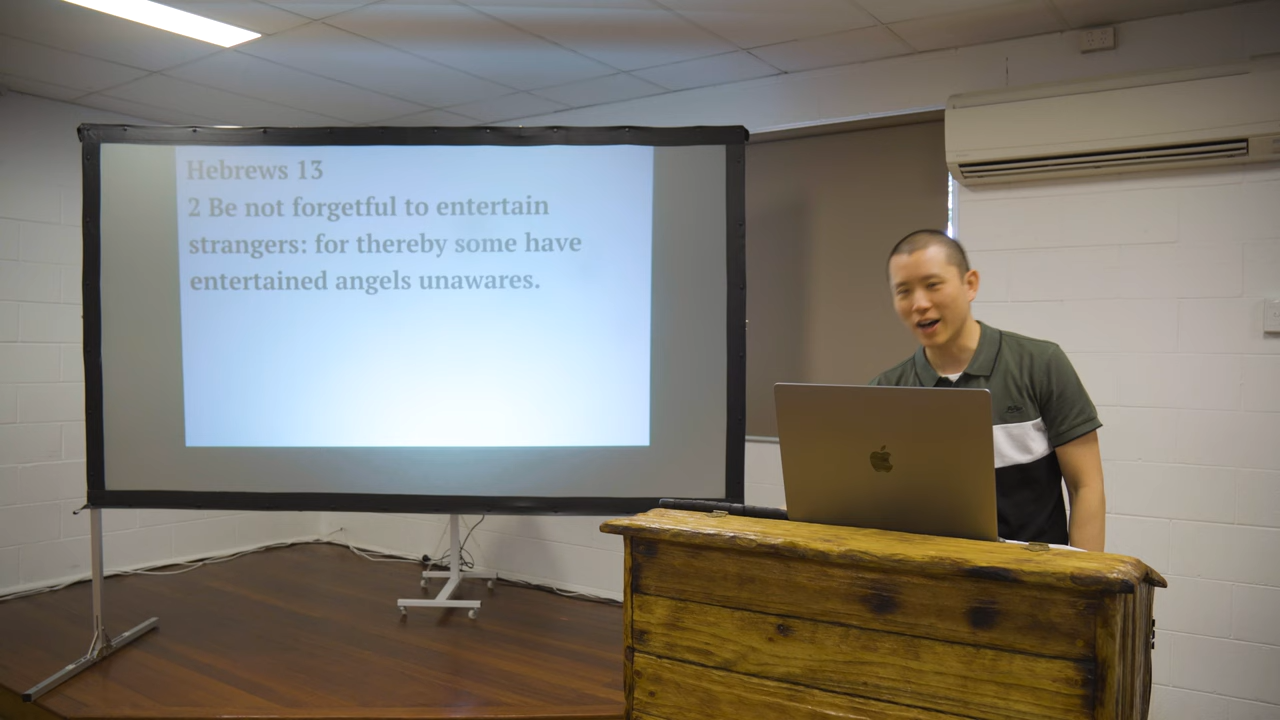 Hebrews 13
2 Be not forgetful to entertain
strangers: for thereby some have
entertained angels unawares.